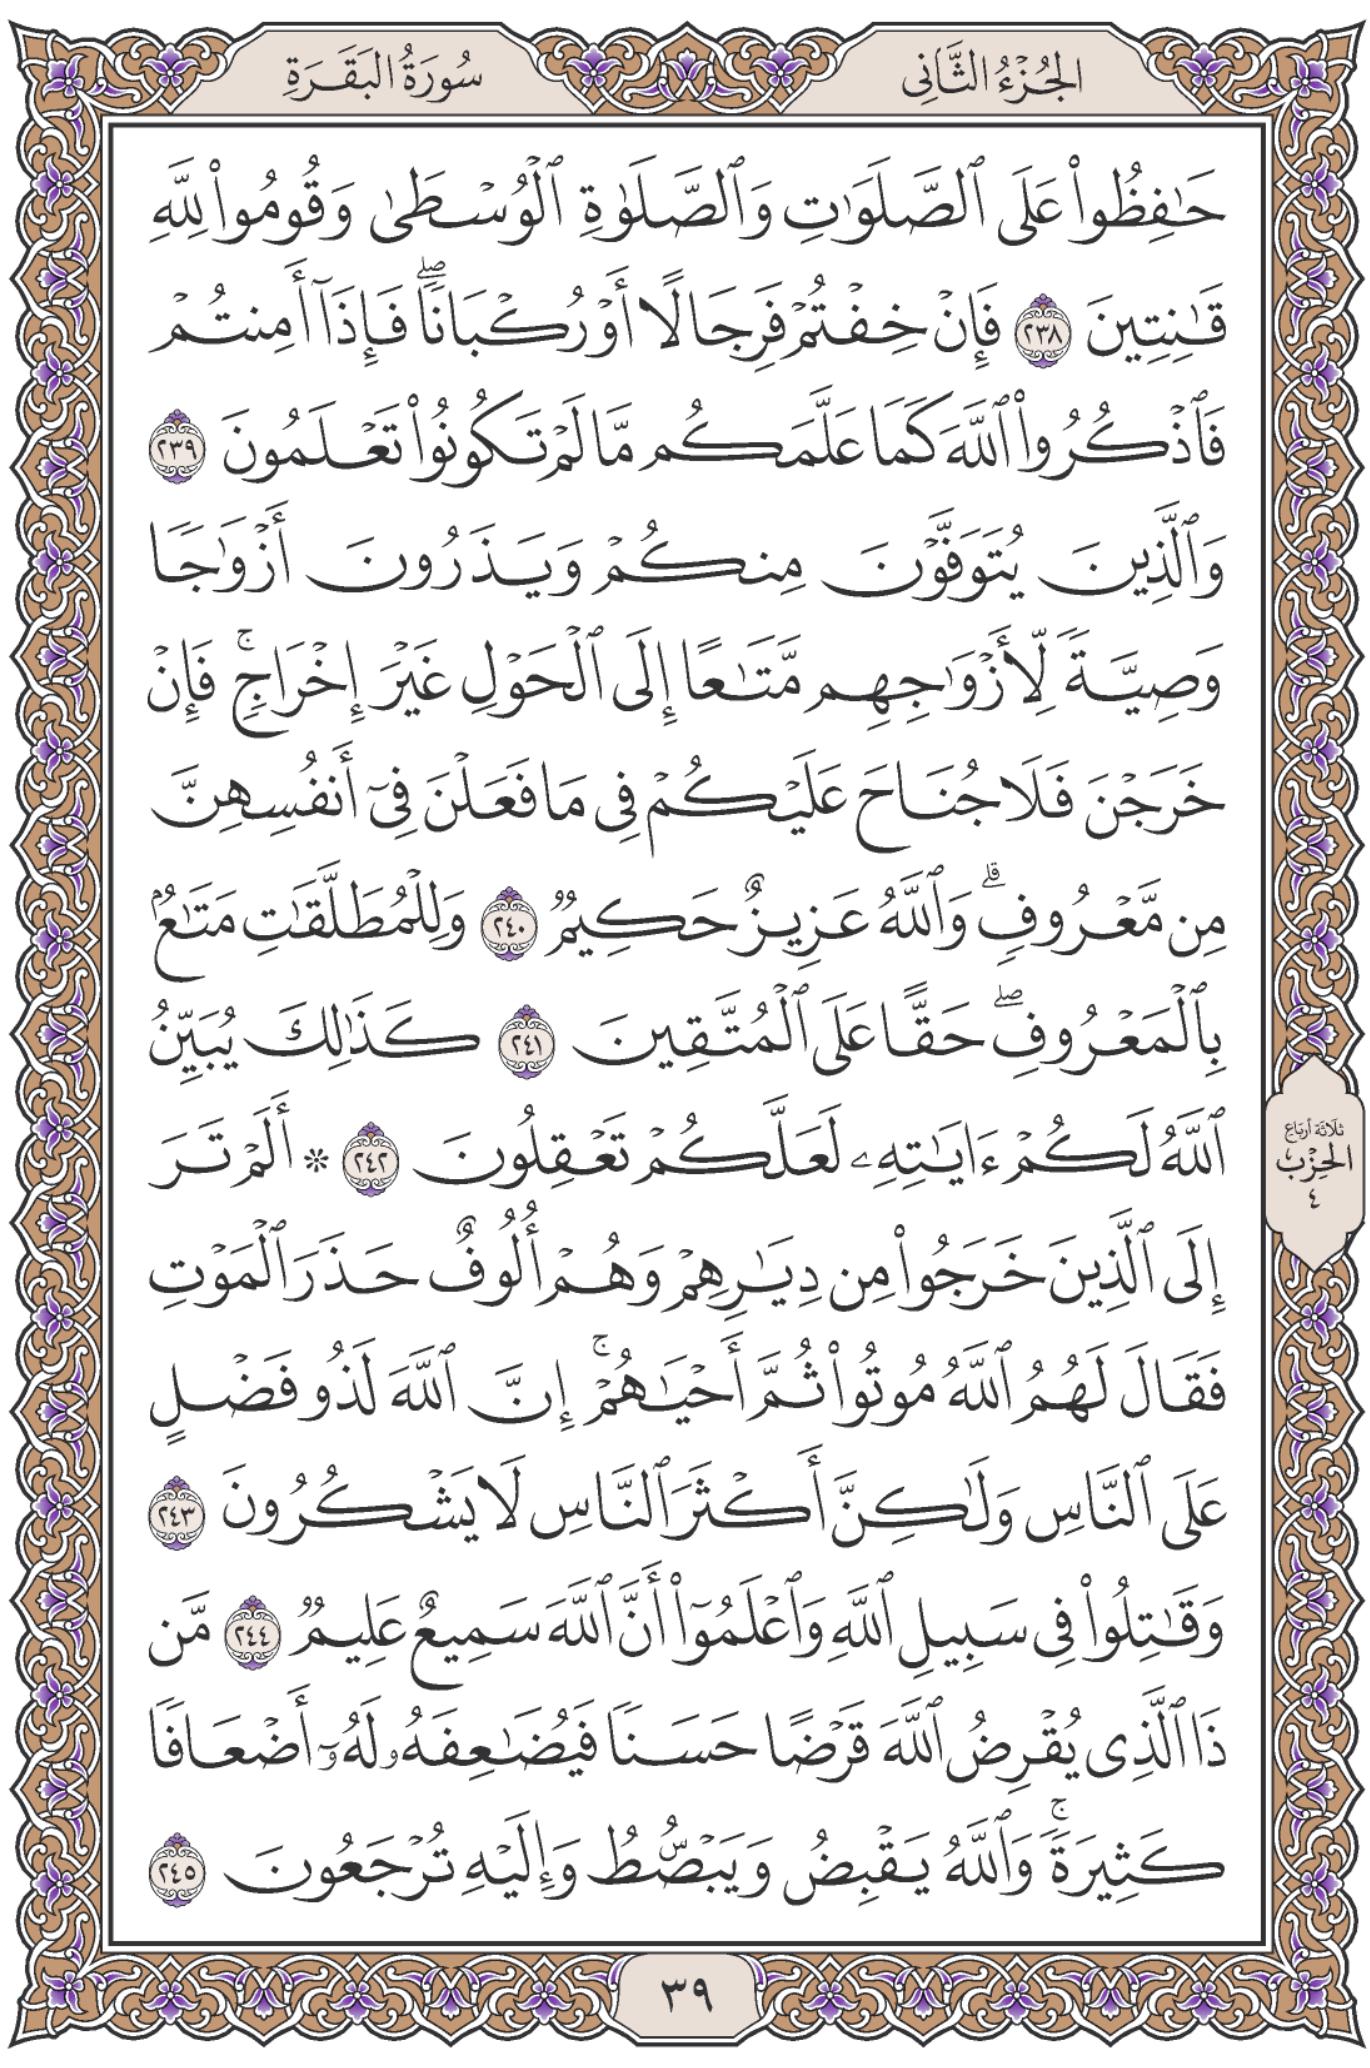 الجُزْءُ الثَّانِي
سُورَةُ البَقَرَةِ
حَٰفِظُواْ عَلَى ٱلصَّلَوَٰتِ وَٱلصَّلَوٰةِ ٱلۡوُسۡطَىٰ وَقُومُواْ لِلَّهِ
قَٰنِتِينَ ٢٣٨ فَإِنۡ خِفۡتُمۡ فَرِجَالًا أَوۡ رُكۡبَانٗاۖ فَإِذَآ أَمِنتُمۡ
فَٱذۡكُرُواْ ٱللَّهَ كَمَا عَلَّمَكُم مَّا لَمۡ تَكُونُواْ تَعۡلَمُونَ ٢٣٩
وَٱلَّذِينَ يُتَوَفَّوۡنَ مِنكُمۡ وَيَذَرُونَ أَزۡوَٰجٗا
وَصِيَّةٗ لِّأَزۡوَٰجِهِم مَّتَٰعًا إِلَى ٱلۡحَوۡلِ غَيۡرَ إِخۡرَاجٖۚ فَإِنۡ
خَرَجۡنَ فَلَا جُنَاحَ عَلَيۡكُمۡ فِي مَا فَعَلۡنَ فِيٓ أَنفُسِهِنَّ
مِن مَّعۡرُوفٖۗ وَٱللَّهُ عَزِيزٌ حَكِيمٞ ٢٤٠ وَلِلۡمُطَلَّقَٰتِ مَتَٰعُۢ
بِٱلۡمَعۡرُوفِۖ حَقًّا عَلَى ٱلۡمُتَّقِينَ ٢٤١ كَذَٰلِكَ يُبَيِّنُ
ٱللَّهُ لَكُمۡ ءَايَٰتِهِۦ لَعَلَّكُمۡ تَعۡقِلُونَ ٢٤٢ ۞ أَلَمۡ تَرَ
ثلاثة أرباع
الحزب
٤
إِلَى ٱلَّذِينَ خَرَجُواْ مِن دِيَٰرِهِمۡ وَهُمۡ أُلُوفٌ حَذَرَ ٱلۡمَوۡتِ
فَقَالَ لَهُمُ ٱللَّهُ مُوتُواْ ثُمَّ أَحۡيَٰهُمۡۚ إِنَّ ٱللَّهَ لَذُو فَضۡلٍ
عَلَى ٱلنَّاسِ وَلَٰكِنَّ أَكۡثَرَ ٱلنَّاسِ لَا يَشۡكُرُونَ ٢٤٣
وَقَٰتِلُواْ فِي سَبِيلِ ٱللَّهِ وَٱعۡلَمُوٓاْ أَنَّ ٱللَّهَ سَمِيعٌ عَلِيمٞ ٢٤٤ مَّن
ذَا ٱلَّذِي يُقۡرِضُ ٱللَّهَ قَرۡضًا حَسَنٗا فَيُضَٰعِفَهُۥ لَهُۥٓ أَضۡعَافٗا
كَثِيرَةٗۚ وَٱللَّهُ يَقۡبِضُ وَيَبۡصُۜطُ وَإِلَيۡهِ تُرۡجَعُونَ ٢٤٥
٣٩